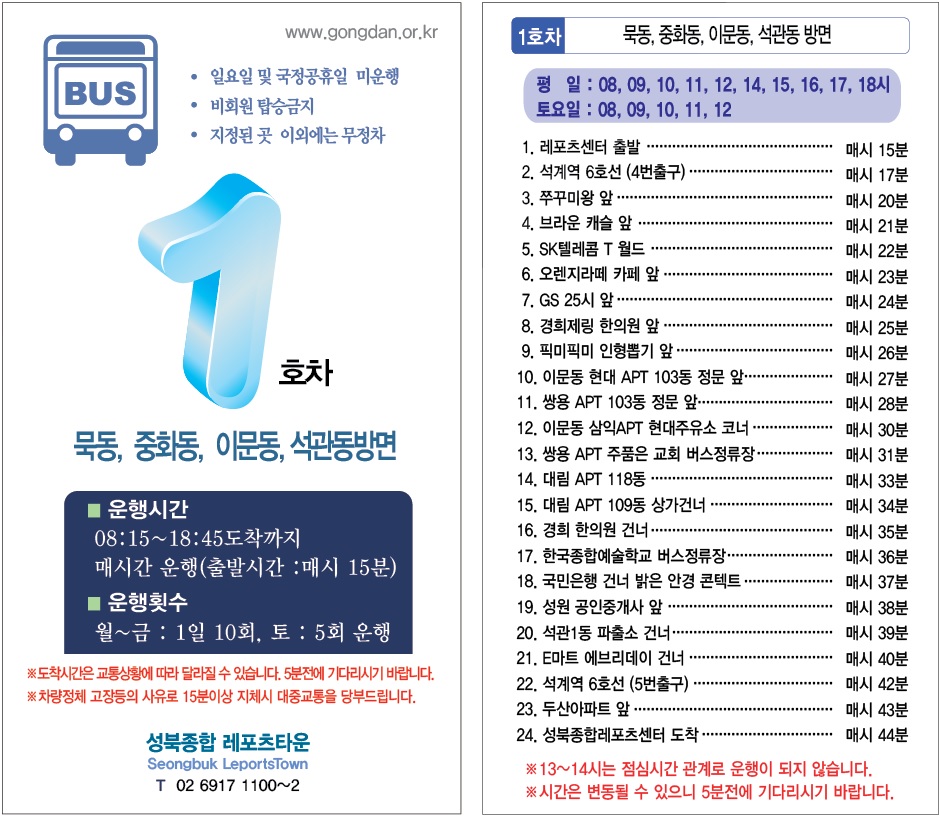 www.gongdan.or.kr
BUS
• 일요일 및 국정공휴일 미운행
• 비회원 탑승금지
• 지정된 곳 이외에는 무정차
1
호차
묵동, 중화동, 이문동, 석관동방면
■ 운행시간
08:15~18:45도착까지
매시간 운행(출발시간 :매시 15분)
■ 운행횟수
월~금 : 1일 10회, 토 : 5회 운행
※도착시간은 교통상황에 따라 달라질 수 있습니다. 5분전에 기다리시기 바랍니다.
※차량정체 고장등의 사유로 15분이상 지체시 대중교통을 당부드립니다.
성북종합 레포츠타운
Seongbuk LeportsTown
T 02 6917 1100~2
1호차 묵동, 중화동, 이문동, 석관동 방면
평 일 : 08, 09, 10, 11, 12, 14, 15, 16, 17, 18시
토요일 : 08, 09, 10, 11, 12
1. 레포츠센터 출발 매시 15분
2. 석계역 6호선 (4번출구) 매시 17분
3. 쭈꾸미왕 앞 매시 20분
4. 브라운 캐슬 앞 매시 21분
5. SK텔레콤 T 월드 매시 22분
6. 오렌지라떼 카페 앞 매시 23분
7. GS 25시 앞 매시 24분
8. 경희제링 한의원 앞 매시 25분
9. 픽미픽미 인형뽑기 앞 매시 26분
10. 이문동 현대 APT 103동 정문 앞 매시 27분
11. 쌍용 APT 103동 정문 앞 매시 28분
12. 이문동 삼익APT 현대주유소 코너 매시 30분
13. 쌍용 APT 주품은 교회 버스정류장 매시 31분
14. 대림 APT 118동 매시 33분
15. 대림 APT 109동 상가건너 매시 34분
16. 경희 한의원 건너 매시 35분
17. 한국종합예술학교 버스정류장 매시 36분
18. 국민은행 건너 밝은 안경 콘텍트 매시 37분
19. 성원 공인중개사 앞 매시 38분
20. 석관1동 파출소 건너 매시 39분
21. E마트 에브리데이 건너 매시 40분
22. 석계역 6호선 (5번출구) 매시 42분
23. 두산아파트 앞 매시 43분
24. 성북종합레포츠센터 도착 매시 44분
※13~14시는 점심시간 관계로 운행이 되지 않습니다.
※시간은 변동될 수 있으니 5분전에 기다리시기 바랍니다.